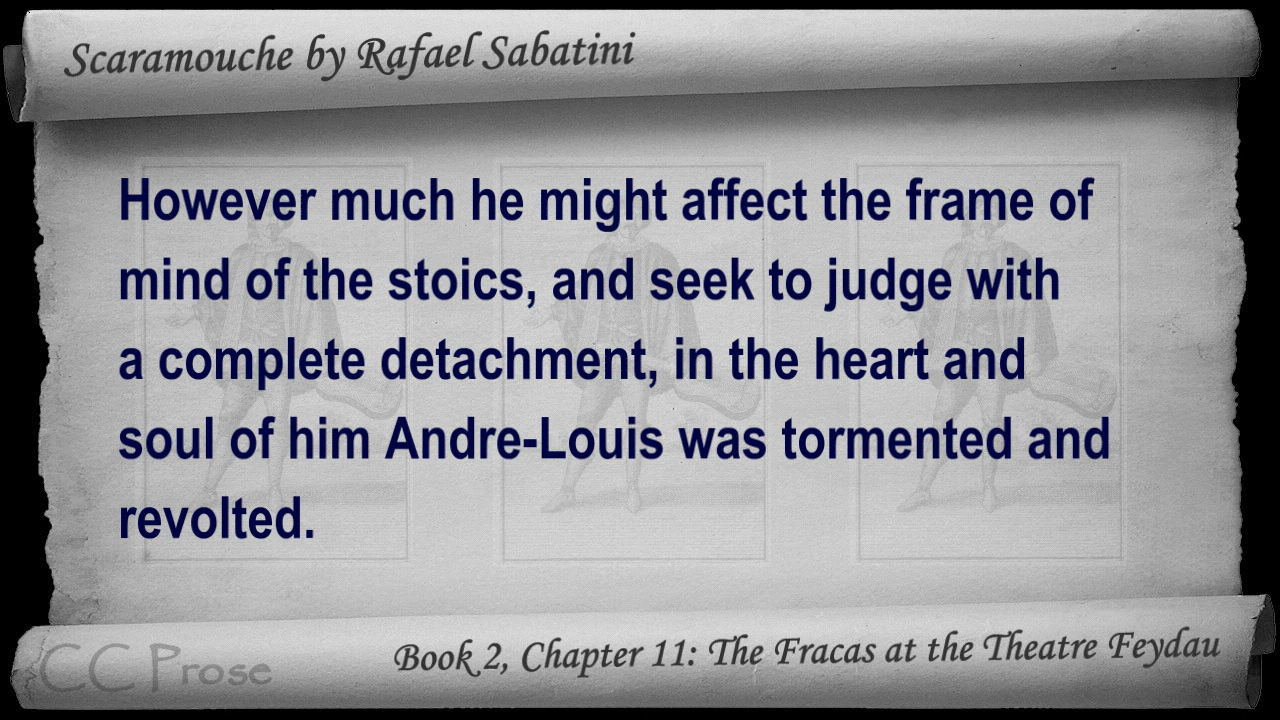 Scaramouche by Rafael Sabatini
However much he might affect the frame of
mind of the stoics, and seek to judge with
a complete detachment, in the heart and
soul of him Andre-Louis was tormented and
revolted.
CC Prose
Book 2, Chapter 11: The Fracas at the Theatre Feydau